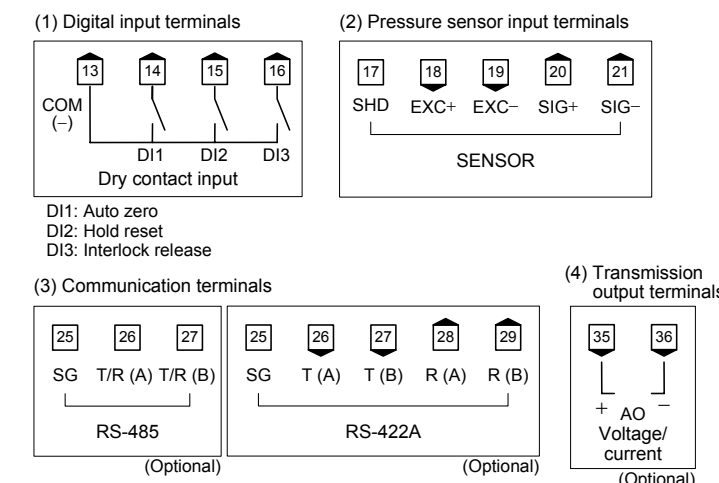 (1) Digital input terminals
13 14 15 16
COM
(−)
DI1 DI2 DI3
Dry contact input
DI1: Auto zero
DI2: Hold reset
DI3: Interlock release
(2) Pressure sensor input terminals
17 18 19 20 21
SHD EXC+ EXC− SIG+ SIG−
SENSOR
(3) Communication terminals
25 26 27
SG T/R (A) T/R (B)
RS-485
(Optional)
25 26 27 28 29
SG T (A) T (B) R (A) R (B)
RS-422A
(Optional)
(4) Transmission
output terminals
35 36
+ AO −
Voltage/
current
(Optional)